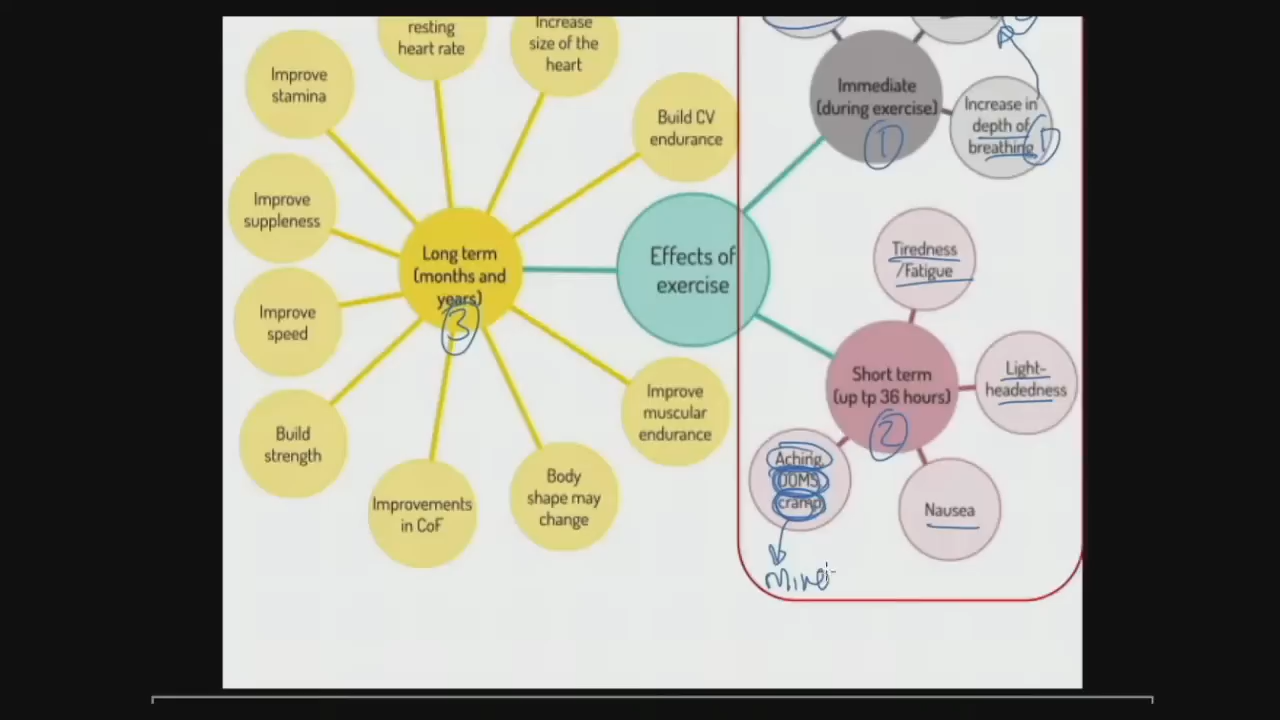 resting
heart rate
Increase
size of the
heart
Improve
stamina
Build CV
endurance
Immediate
(during exercise)
1
Increase in
depth of
breathing
1
Improve
suppleness
Long term
(months and
years)
3
Effects of
exercise
Tiredness
/Fatigue
Improve
speed
Short term
(up tp 36 hours)
2
Light-
headedness
Build
strength
Improve
muscular
endurance
Aching
DOMS
cramp
Nausea
Improvements
in CoF
Body
shape may
change
Mine